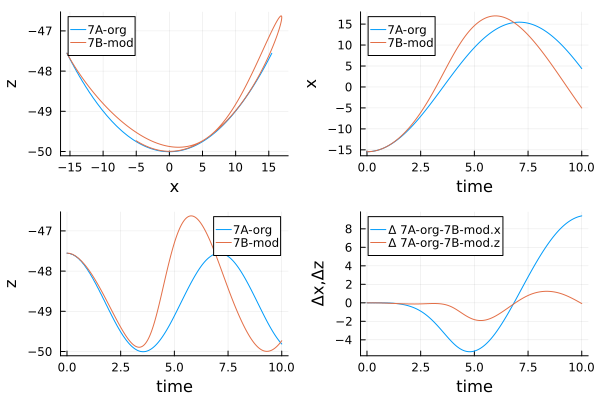 7A-org
7B-mod
z
−47
−48
−49
−50
−15
−10
−5
0
5
10
15
x
7A-org
7B-mod
x
15
10
5
0
−5
−10
−15
0.0
2.5
5.0
7.5
10.0
time
7A-org
7B-mod
z
−47
−48
−49
−50
0.0
2.5
5.0
7.5
10.0
time
Δ 7A-org-7B-mod.x
Δ 7A-org-7B-mod.z
Δx,Δz
8
6
4
2
0
−2
−4
0.0
2.5
5.0
7.5
10.0
time